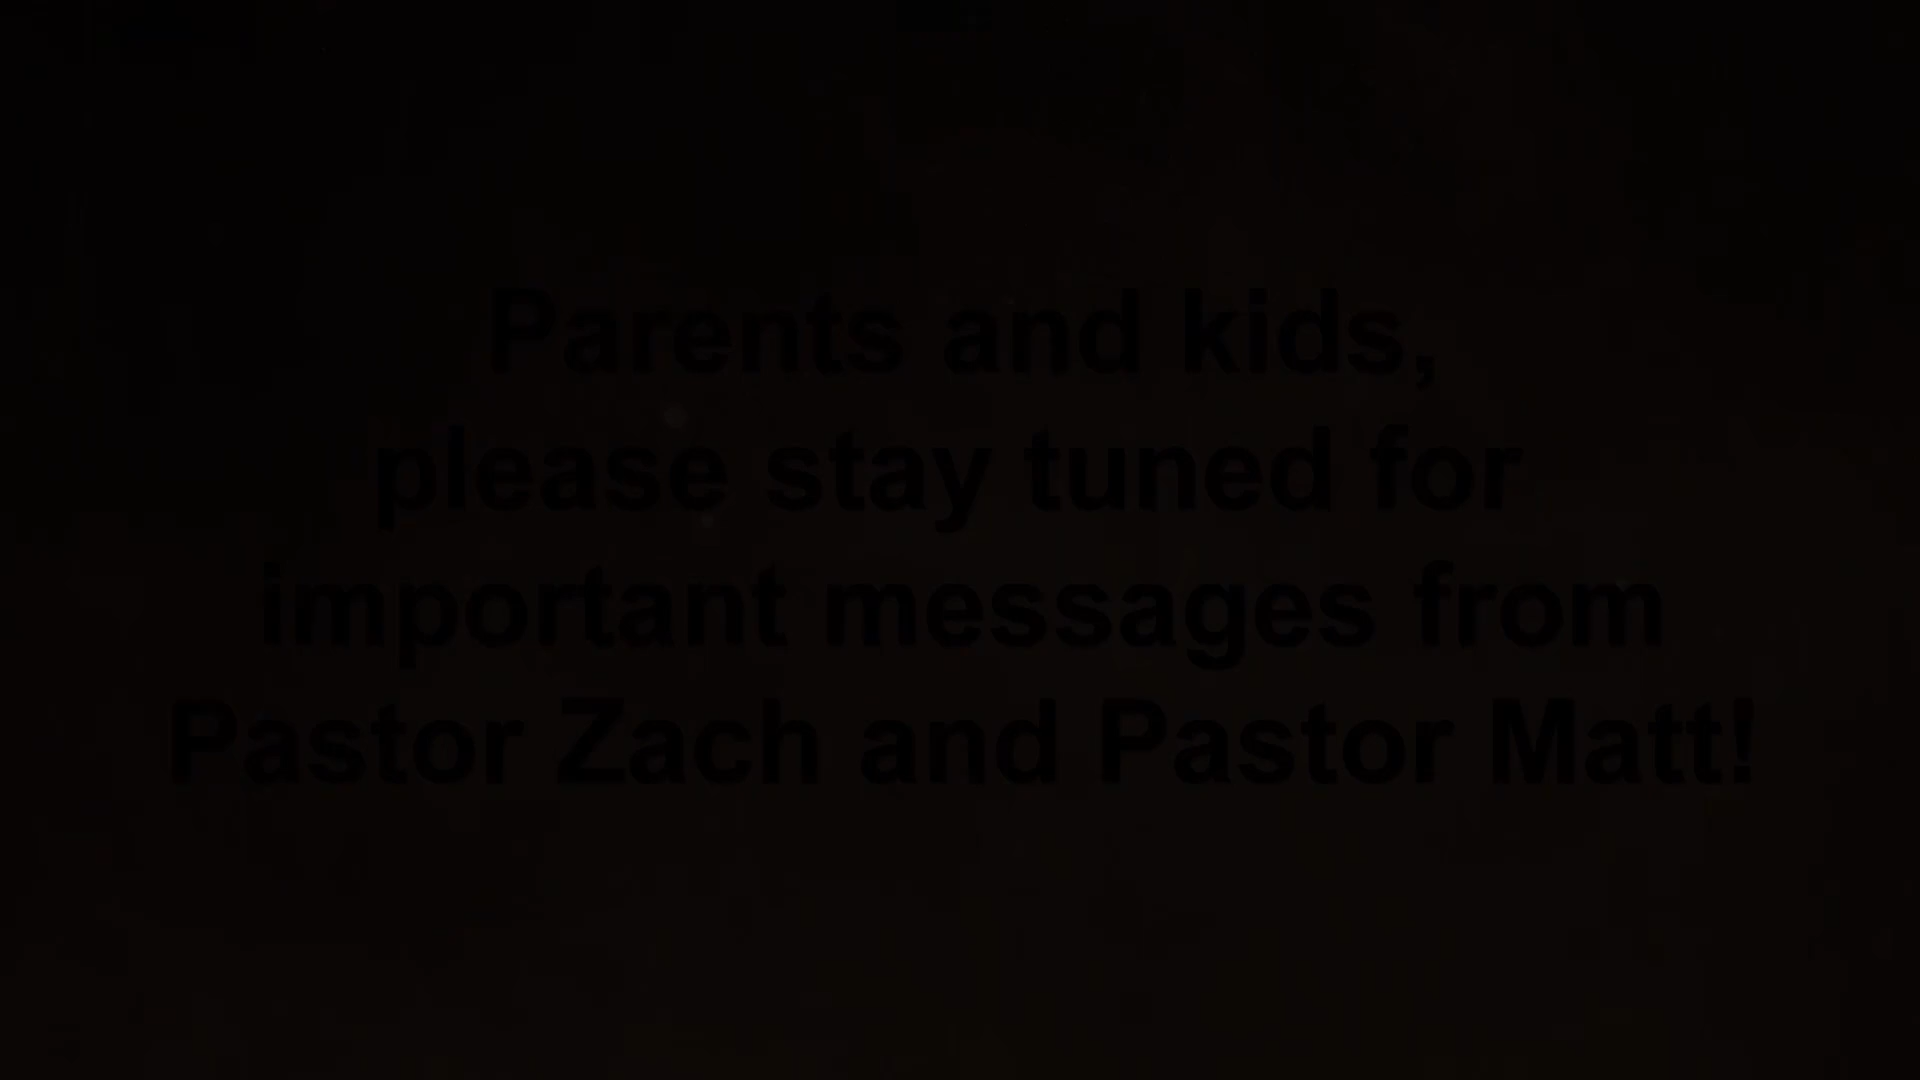 Parents and kids,
please stay tuned for
important messages from
Pastor Zach and Pastor Matt!